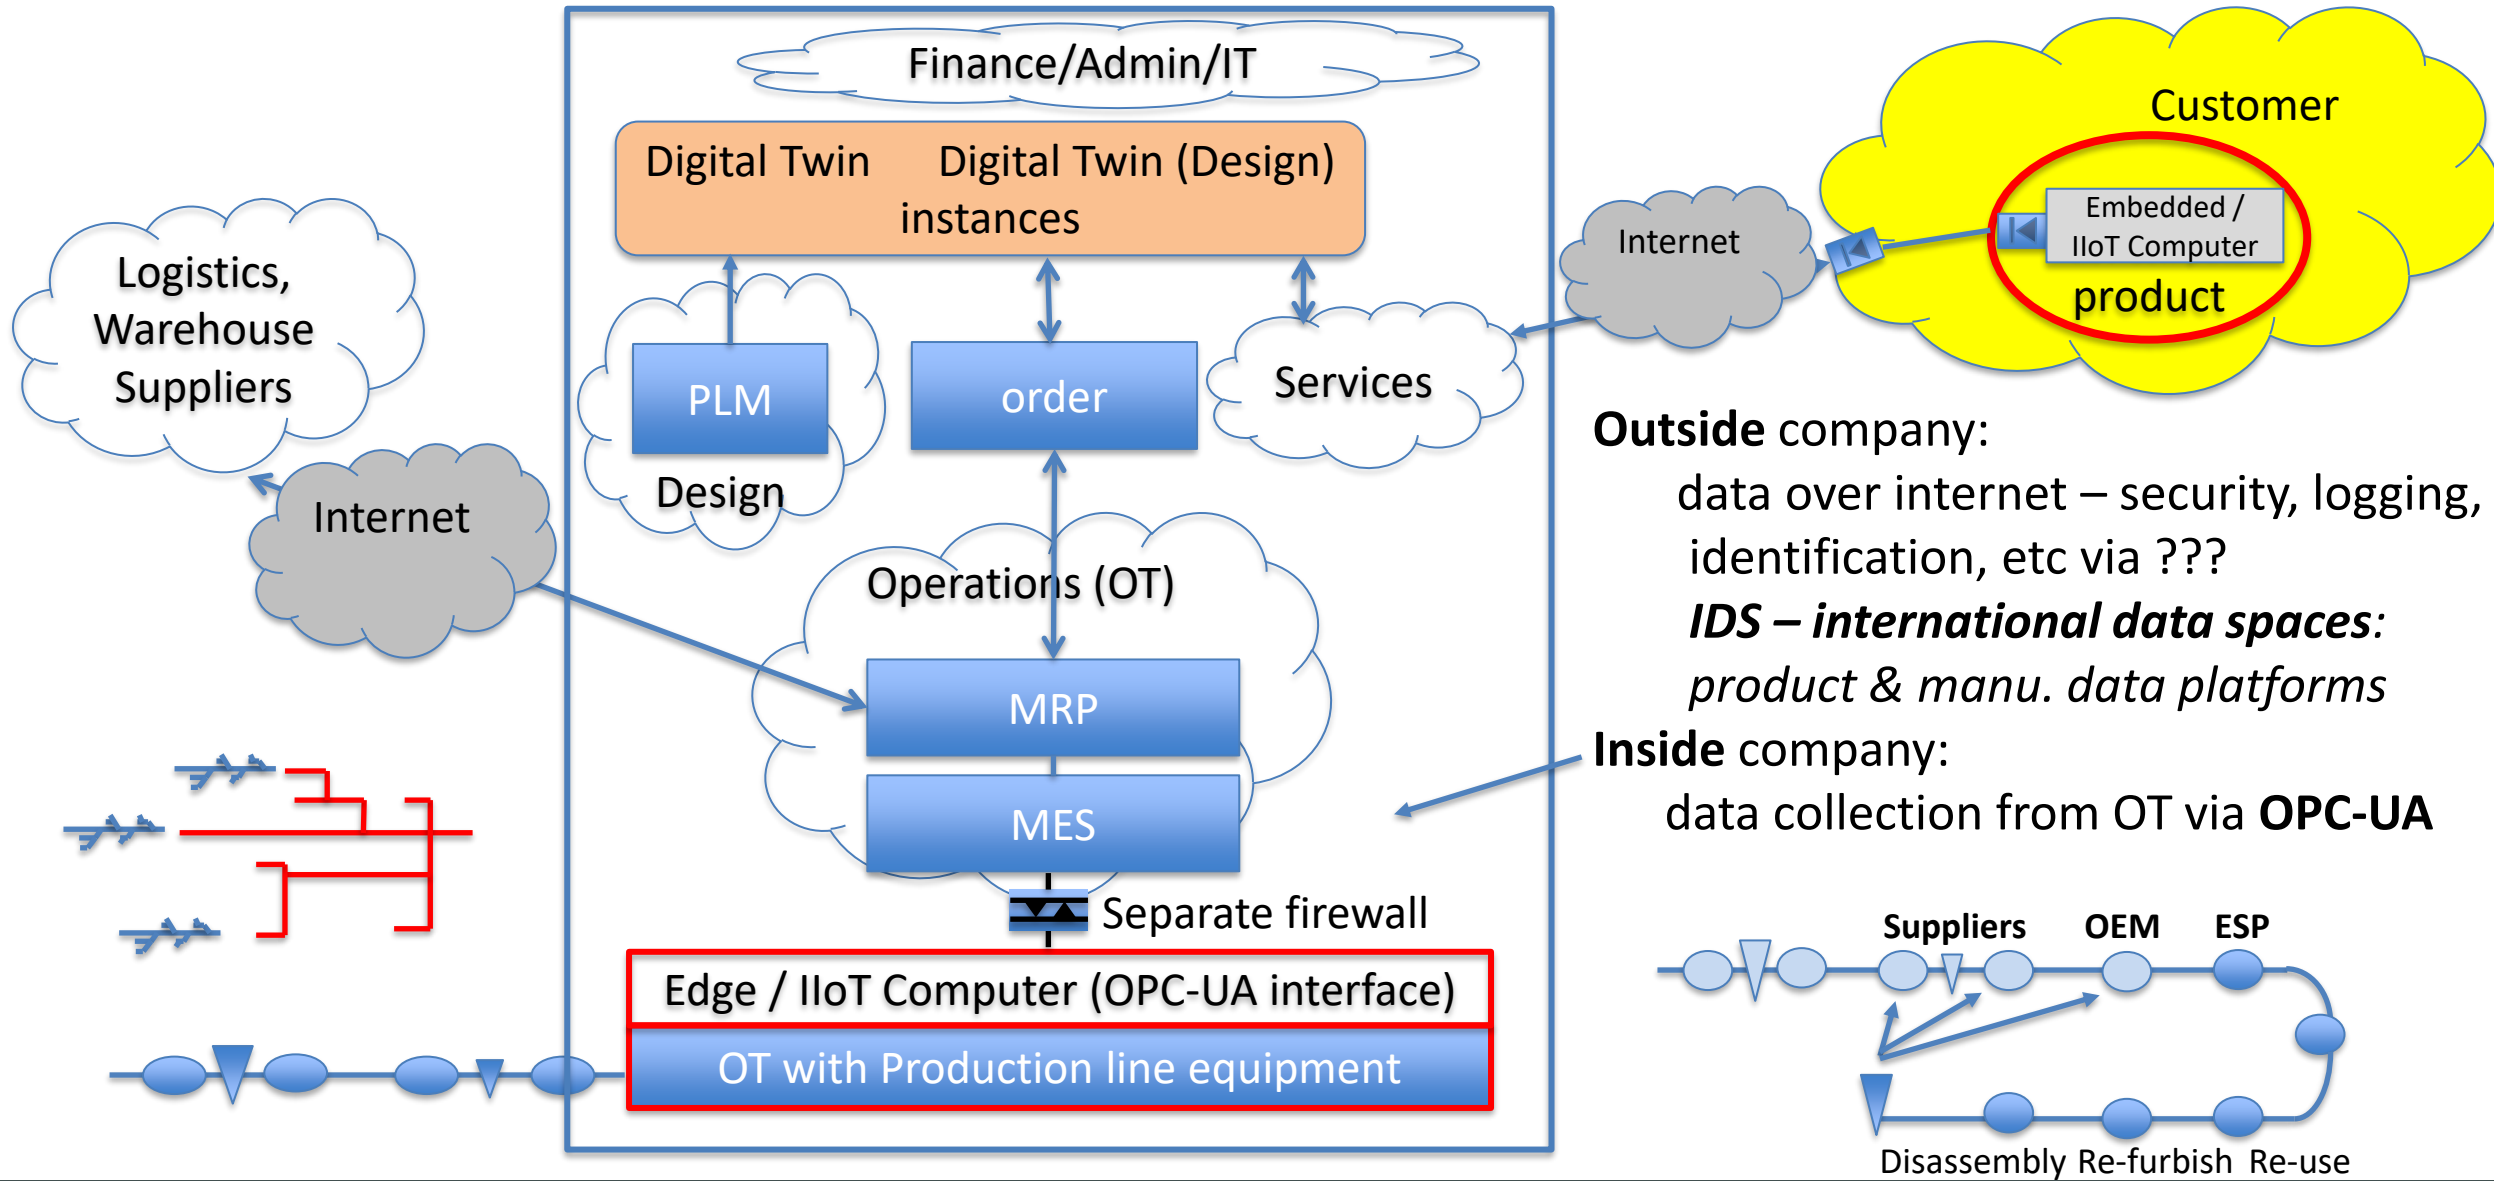 Finance/Admin/IT
Digital Twin Digital Twin (Design)
instances
Logistics,
Warehouse
Suppliers
Internet
PLM
Design
order
Services
Internet
Customer
Embedded /
IIoT Computer
product
Operations (OT)
MRP
MES
Separate firewall
Edge / IIoT Computer (OPC-UA interface)
OT with Production line equipment
Outside company:
data over internet – security, logging,
identification, etc via ???
IDS – international data spaces:
product & manu. data platforms
Inside company:
data collection from OT via OPC-UA
Suppliers OEM ESP
Disassembly Re-furbish Re-use